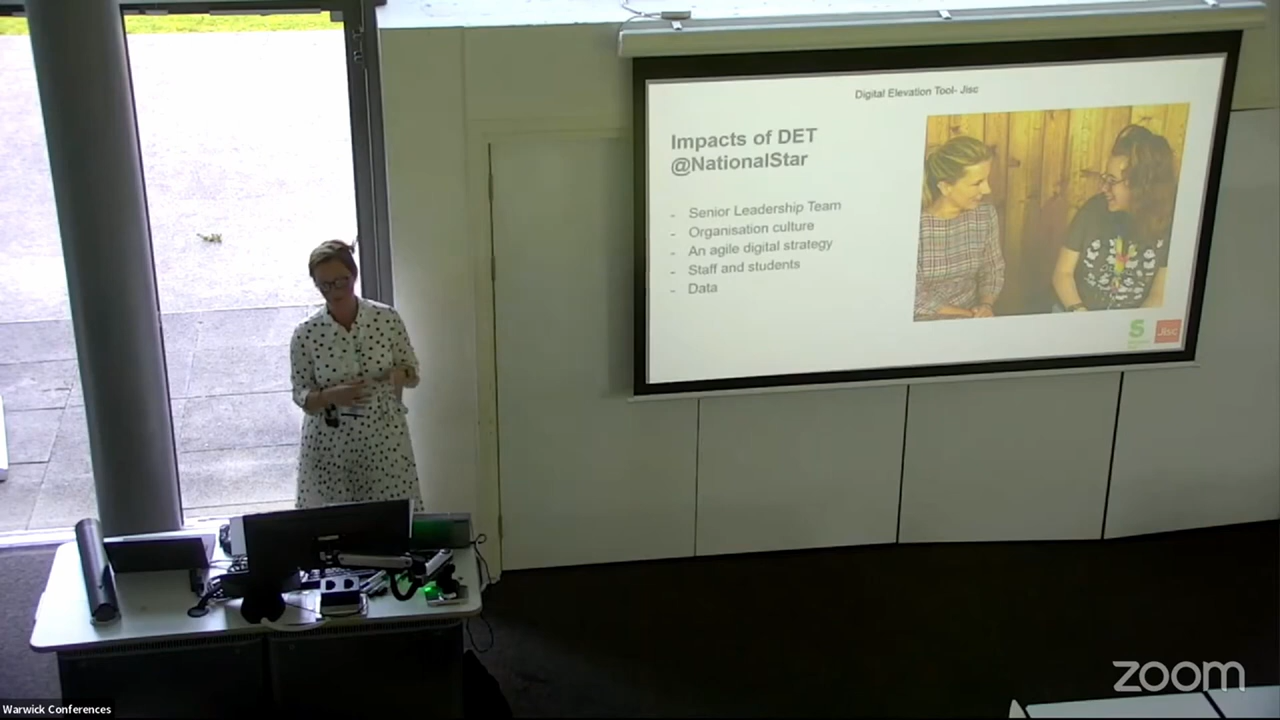 Digital Elevation Tool- Jisc
Impacts of DET
@NationalStar
- Senior Leadership Team
- Organisation culture
- An agile digital strategy
- Staff and students
- Data
S
Jisc
zoom
Warwick Conferences